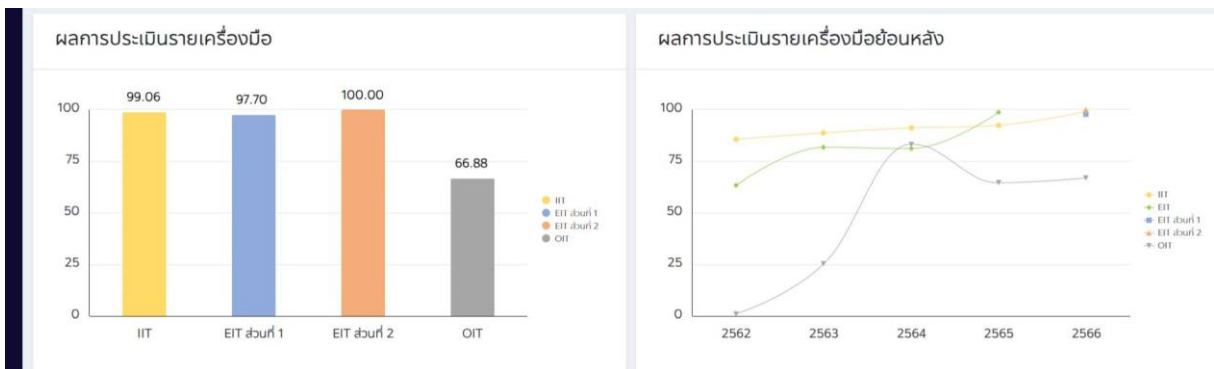 ผลการประเมินรายเครื่องมือ
99.06
97.70
100.00
66.88
100
75
50
25
0
IIT
EIT ส่วนที่ 1
EIT ส่วนที่ 2
OIT
IIT
EIT ส่วนที่ 1
EIT ส่วนที่ 2
OIT
ผลการประเมินรายเครื่องมือย้อนหลัง
100
75
50
25
0
2562
2563
2564
2565
2566
IIT
EIT
EIT ส่วนที่ 1
EIT ส่วนที่ 2
OIT